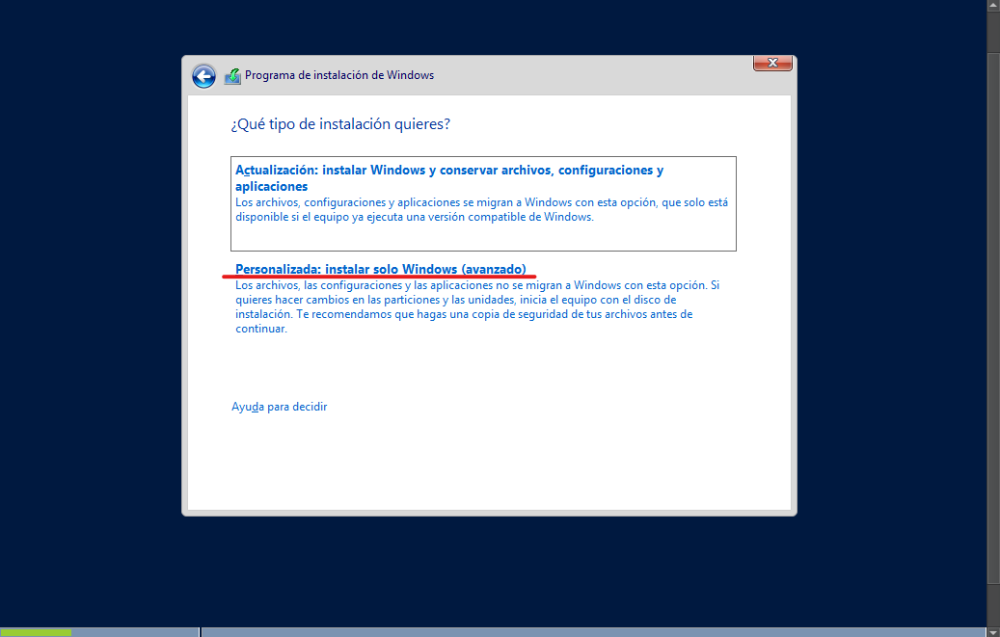 Programa de instalación de Windows
¿Qué tipo de instalación quieres?
Actualización: instalar Windows y conservar archivos, configuraciones y
aplicaciones
Los archivos, configuraciones y aplicaciones se migran a Windows con esta opción, que solo está
disponible si el equipo ya ejecuta una versión compatible de Windows.
Personalizada: instalar solo Windows (avanzado)
Los archivos, las configuraciones y las aplicaciones no se migran a Windows con esta opción. Si
quieres hacer cambios en las particiones y las unidades, inicia el equipo con el disco de
instalación. Te recomendamos que hagas una copia de seguridad de tus archivos antes de
continuar.
Ayuda para decidir